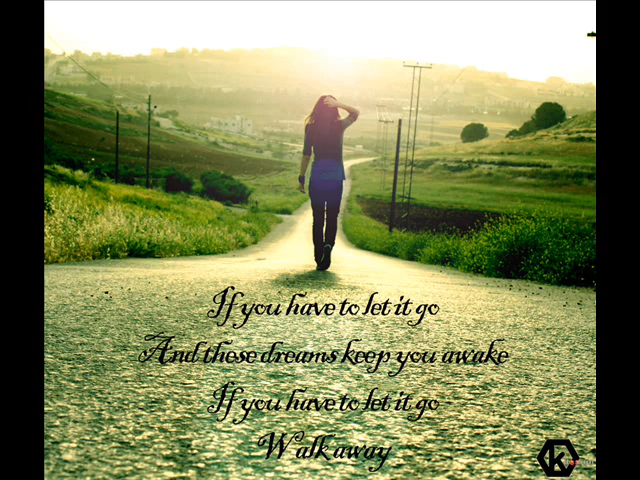 If you have to let it go
And these dreams keep you awake
If you have to let it go
Walk away
k